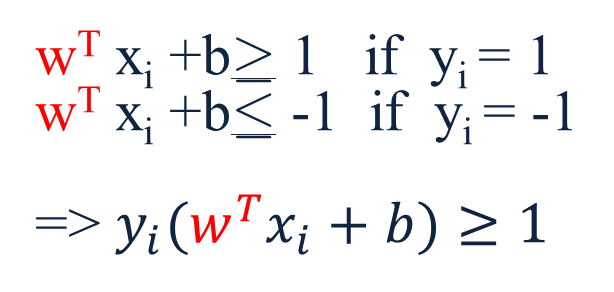 wᵀ xᵢ +b≥ 1 if yᵢ = 1
wᵀ xᵢ +b≤ -1 if yᵢ = -1
=> yᵢ(wᵀxᵢ + b) ≥ 1